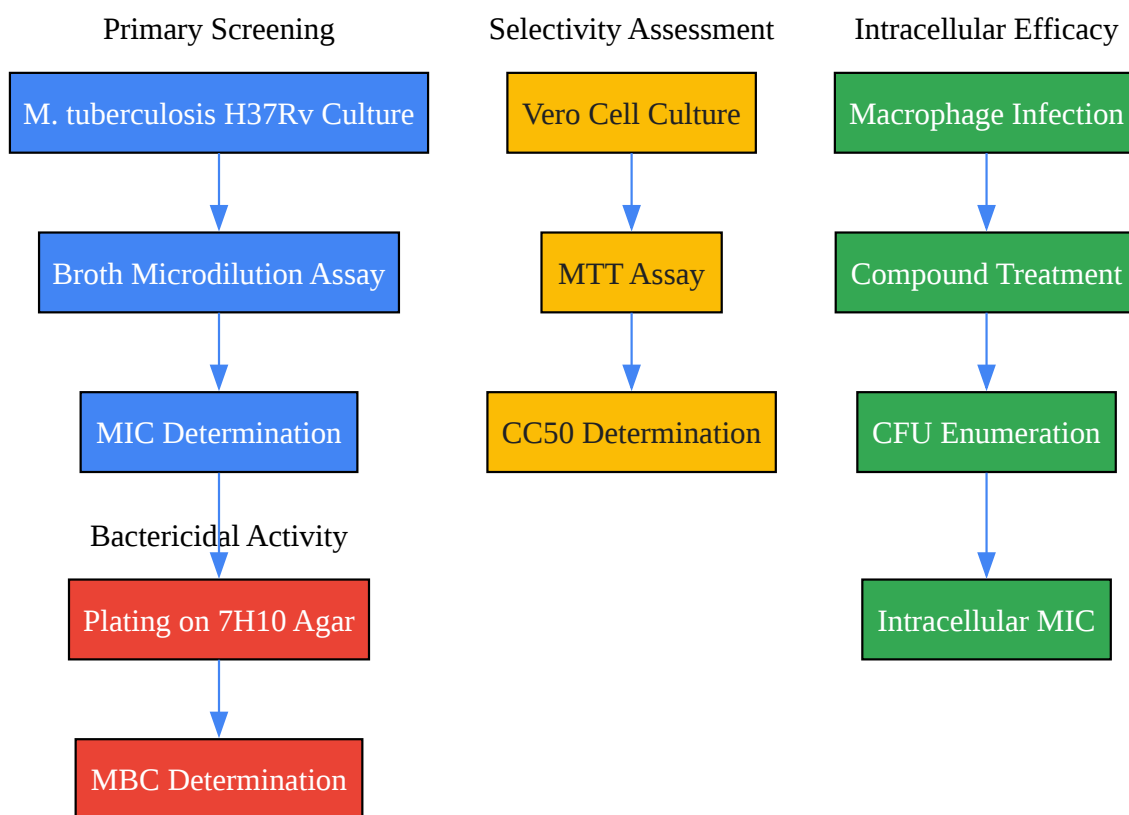 Primary Screening
M. tuberculosis H37Rv Culture
Broth Microdilution Assay
MIC Determination
Bactericidal Activity
Plating on 7H10 Agar
MBC Determination
Selectivity Assessment
Vero Cell Culture
MTT Assay
CC50 Determination
Intracellular Efficacy
Macrophage Infection
Compound Treatment
CFU Enumeration
Intracellular MIC